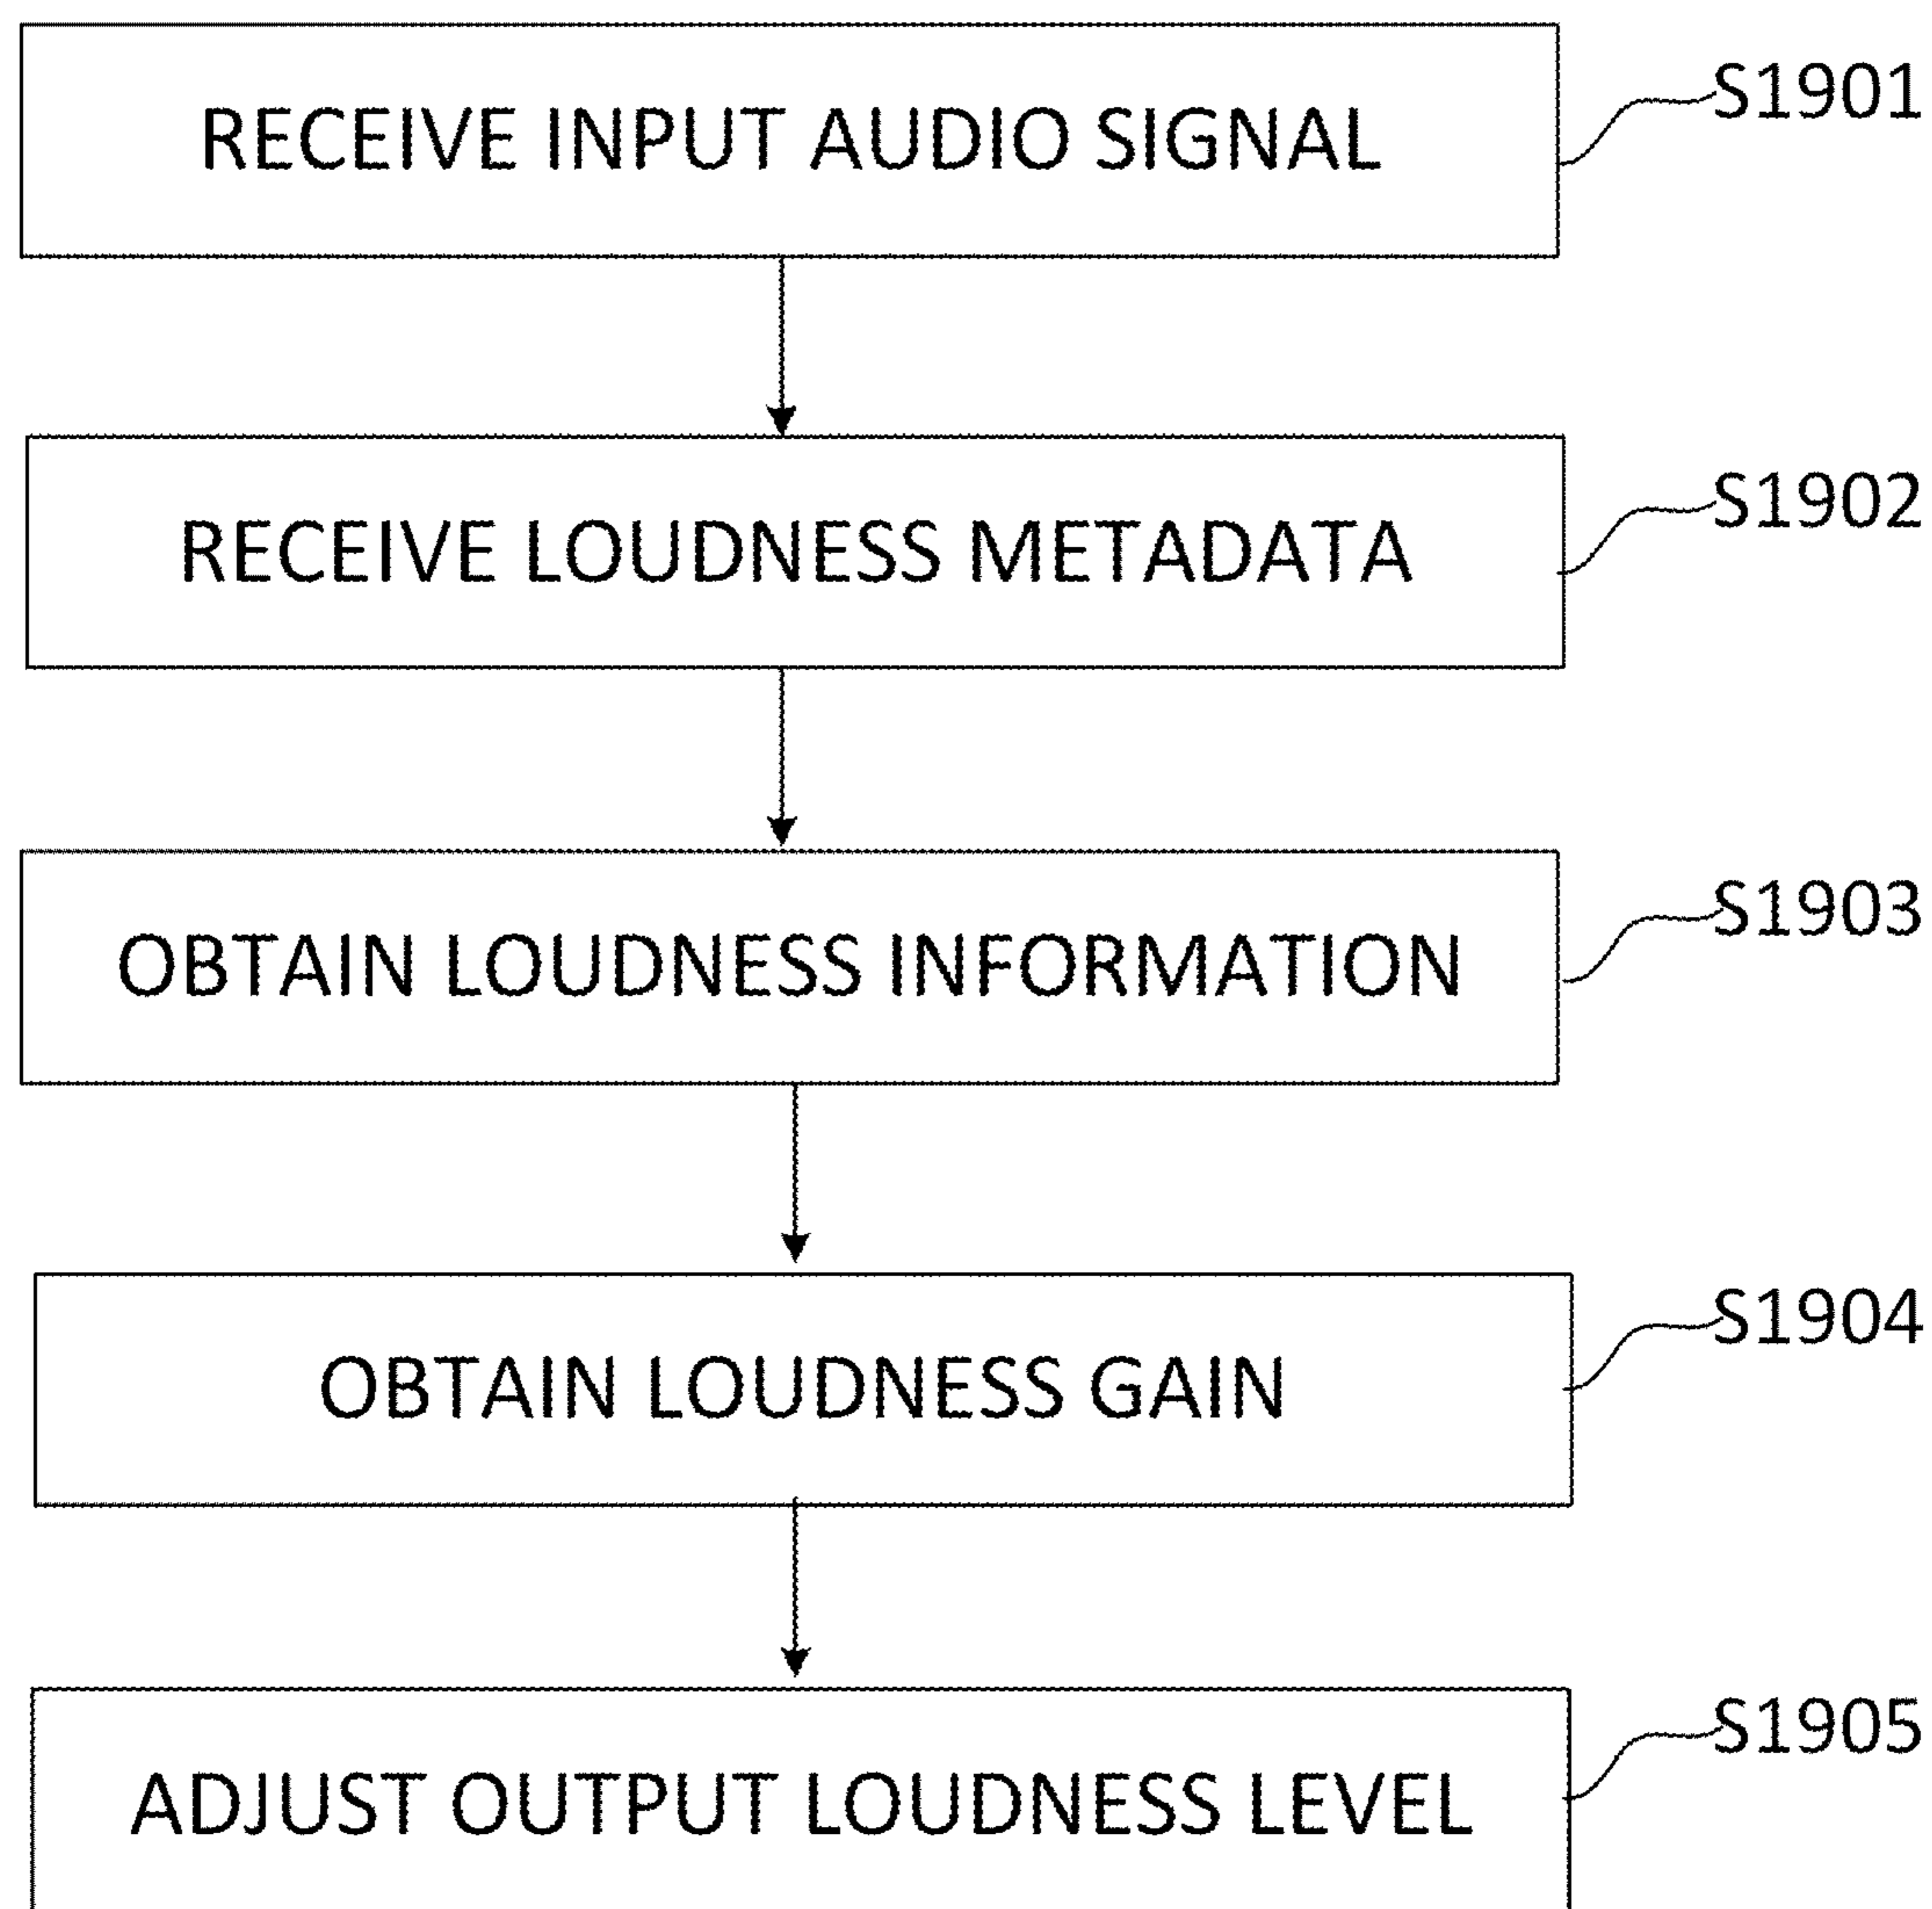 RECEIVE INPUT AUDIO SIGNAL
S1901
RECEIVE LOUDNESS METADATA
S1902
OBTAIN LOUDNESS INFORMATION
S1903
OBTAIN LOUDNESS GAIN
S1904
ADJUST OUTPUT LOUDNESS LEVEL
S1905